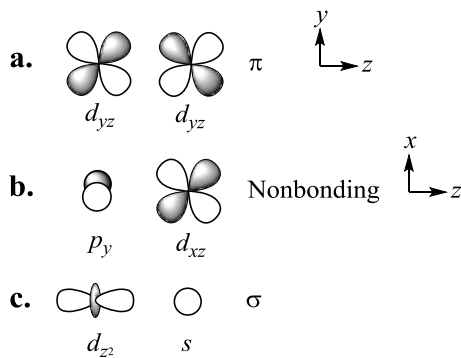 y
a. π z
d_yz d_yz
x
b. Nonbonding z
p_y d_xz
c. σ
d_z² s